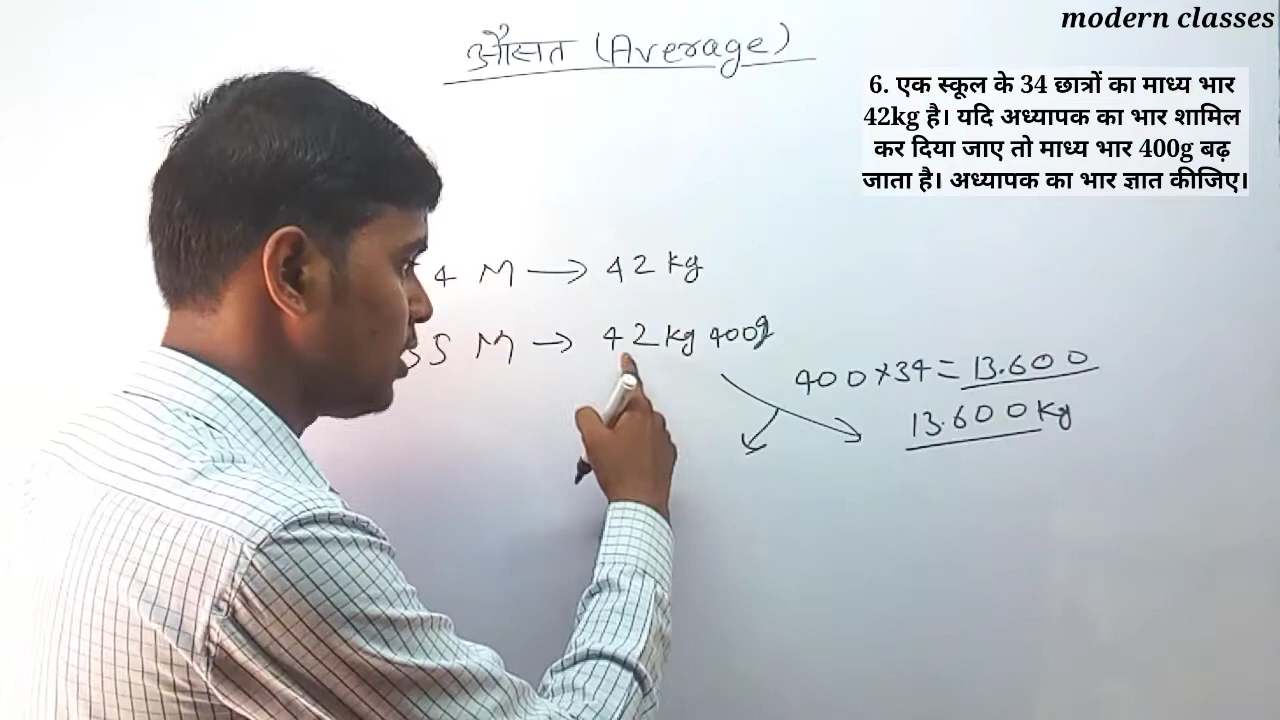 modern classes
औसत (Average)
6. एक स्कूल के 34 छात्रों का माध्य भार
42kg है। यदि अध्यापक का भार शामिल
कर दिया जाए तो माध्य भार 400g बढ़
जाता है। अध्यापक का भार ज्ञात कीजिए।
4 M → 42 kg
35 M → 42 kg 400g
400×34 = 13.600
13.600 kg